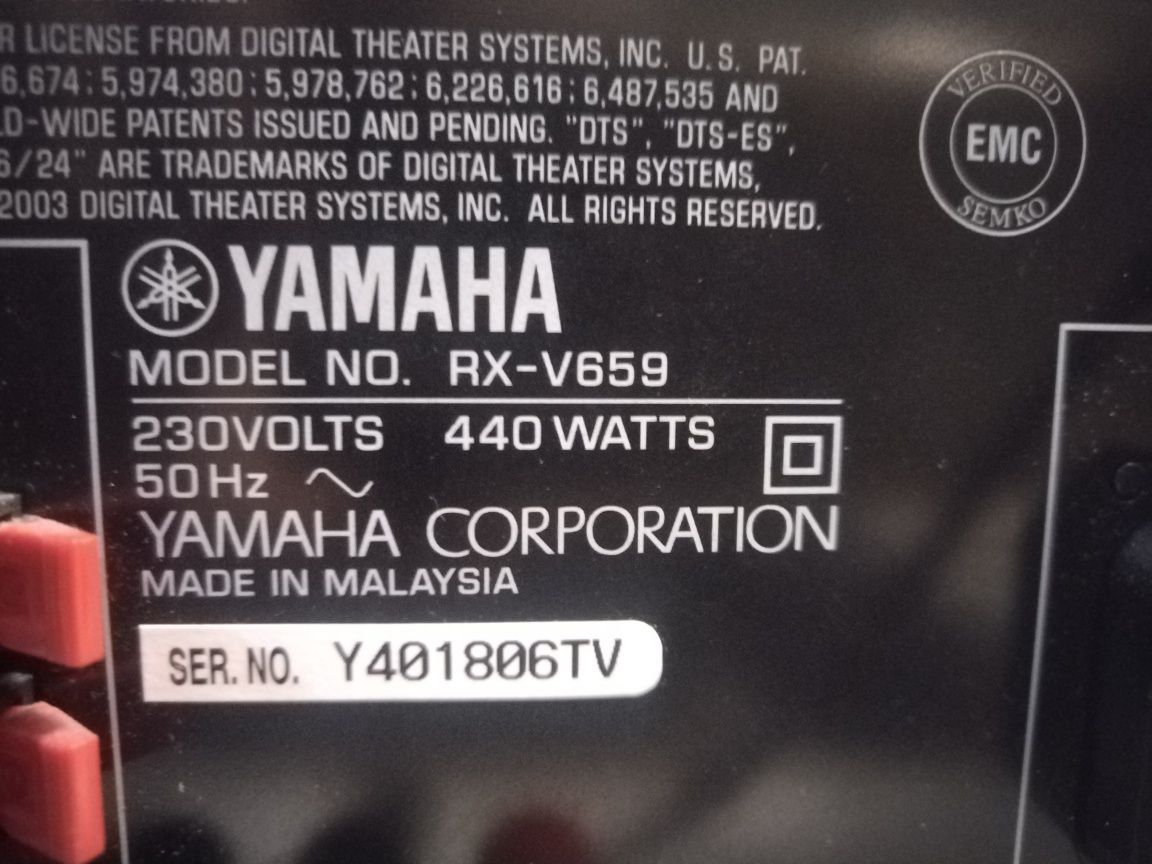 R LICENSE FROM DIGITAL THEATER SYSTEMS, INC. U.S. PAT.
6,674; 5,974,380; 5,978,762; 6,226,616; 6,487,535 AND
D-WIDE PATENTS ISSUED AND PENDING. "DTS", "DTS-ES",
6/24" ARE TRADEMARKS OF DIGITAL THEATER SYSTEMS,
2003 DIGITAL THEATER SYSTEMS, INC. ALL RIGHTS RESERVED.
VERIFIED
EMC
SEMKO
YAMAHA
MODEL NO. RX-V659
230VOLTS 440 WATTS
50Hz ~
YAMAHA CORPORATION
MADE IN MALAYSIA
SER. NO. Y401806TV